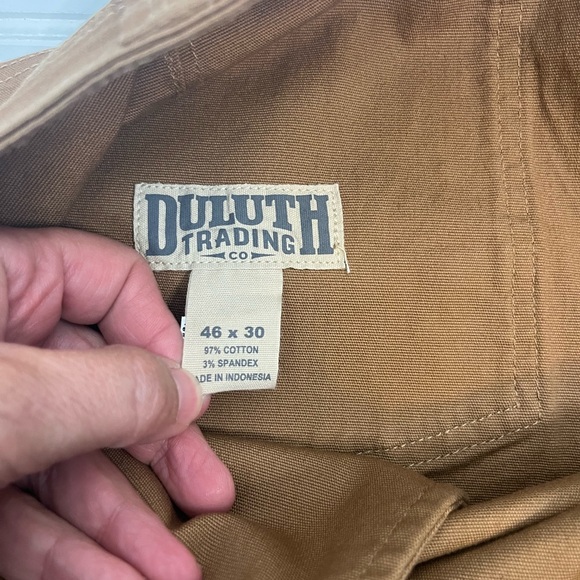 DULUTH
TRADING
CO
46 x 30
97% COTTON
3% SPANDEX
ADE IN INDONESIA